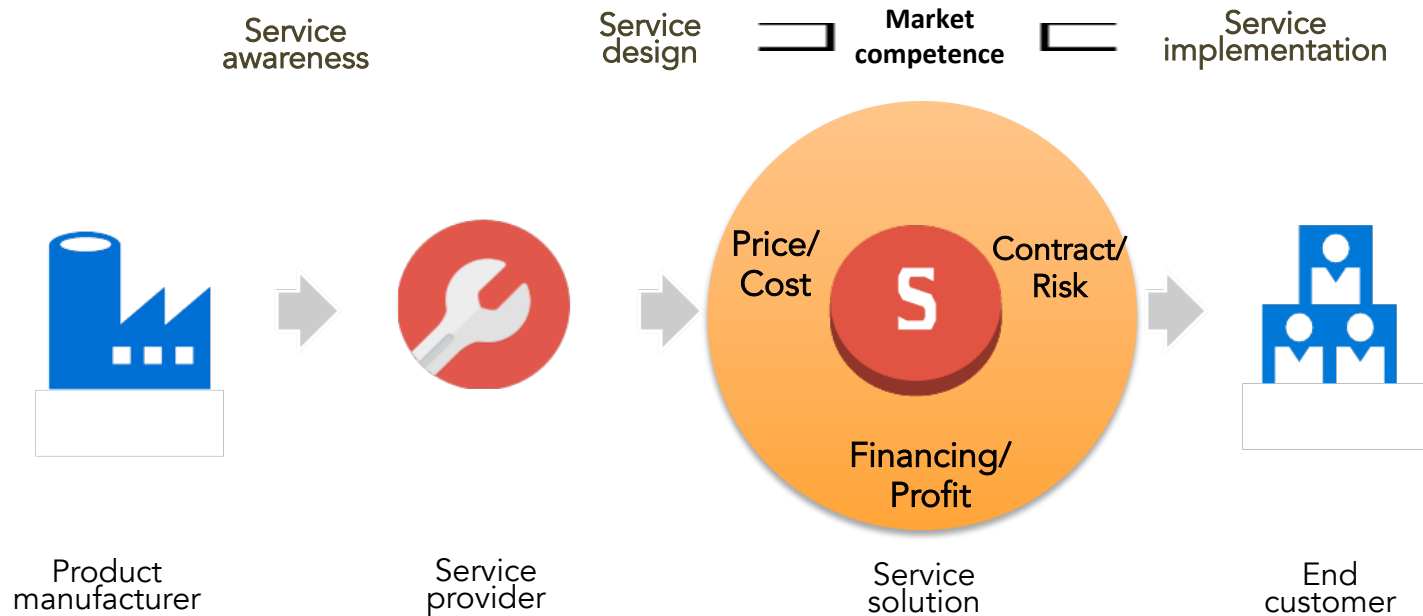 Service
awareness
Service
design
Market
competence
Service
implementation
Price/
Cost
S
Contract/
Risk
Financing/
Profit
Product
manufacturer
Service
provider
Service
solution
End
customer